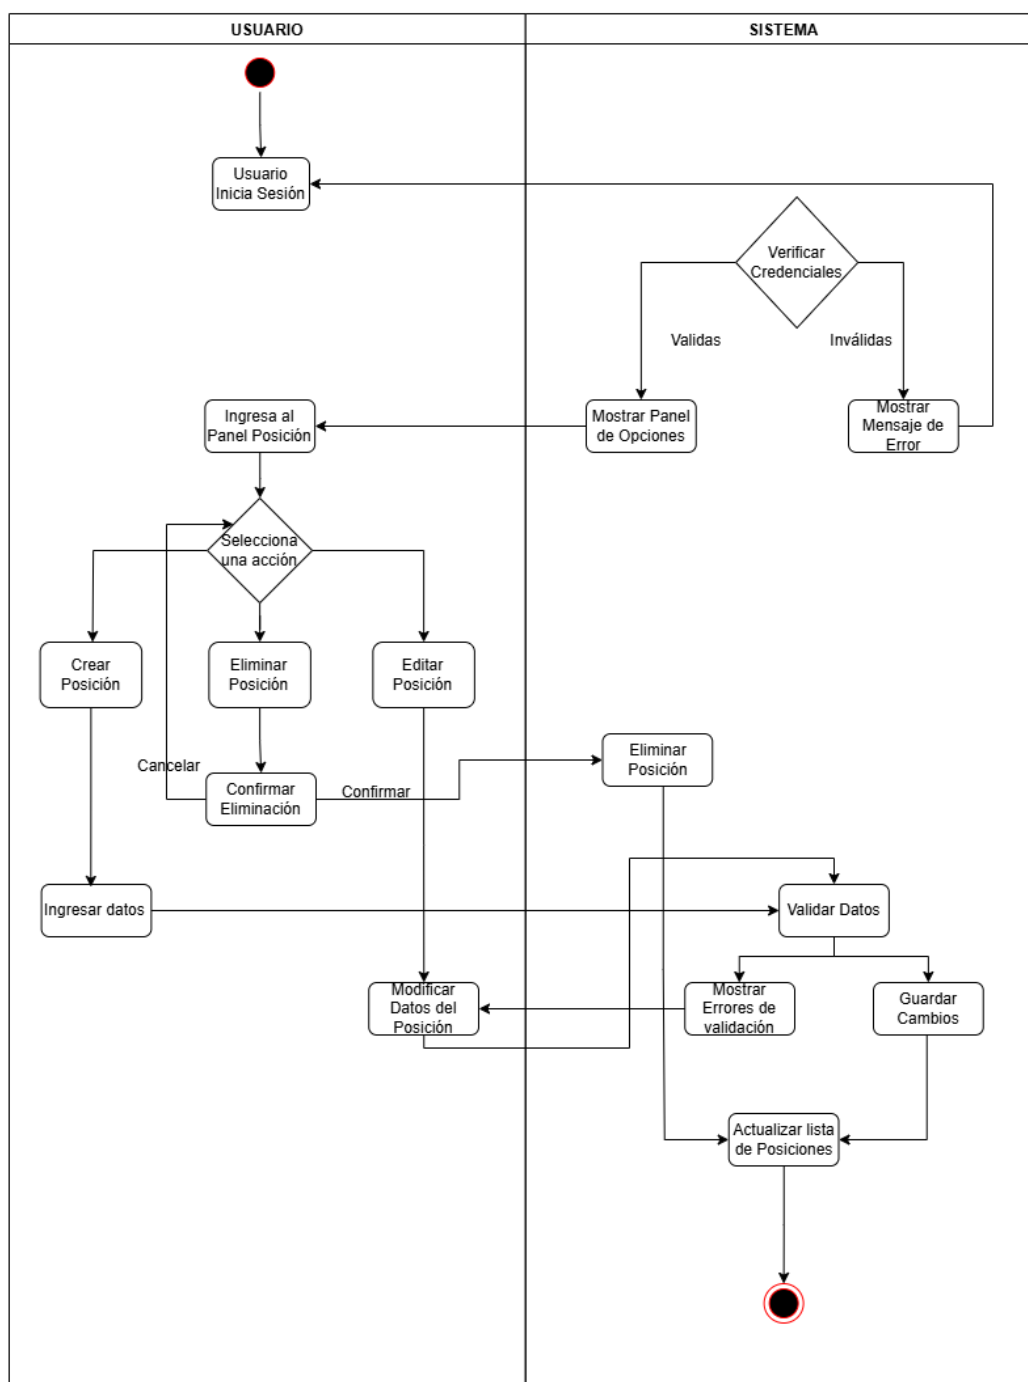 USUARIO
SISTEMA
Usuario
Inicia Sesión
Verificar
Credenciales
Validas
Inválidas
Ingresa al
Panel Posición
Mostrar Panel
de Opciones
Mostrar
Mensaje de
Error
Selecciona
una acción
Crear
Posición
Eliminar
Posición
Editar
Posición
Eliminar
Posición
Cancelar
Confirmar
Eliminación
Confirmar
Ingresar datos
Validar Datos
Modificar
Datos del
Posición
Mostrar
Errores de
validación
Guardar
Cambios
Actualizar lista
de Posiciones